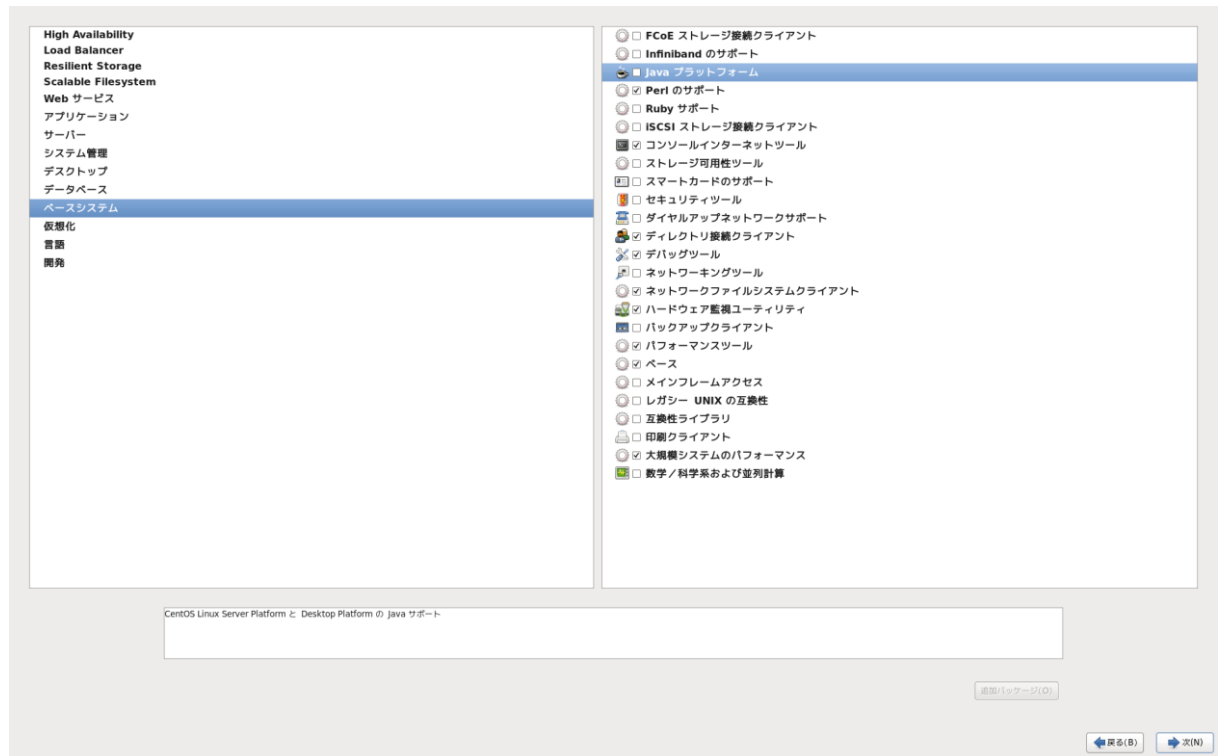 High Availability
Load Balancer
Resilient Storage
Scalable Filesystem
Web サービス
アプリケーション
サーバー
システム管理
デスクトップ
データベース
ベースシステム
仮想化
言語
開発
FCoE ストレージ接続クライアント
Infiniband のサポート
Java プラットフォーム
Perl のサポート
Ruby サポート
iSCSI ストレージ接続クライアント
コンソールインターネットツール
ストレージ可用性ツール
スマートカードのサポート
セキュリティツール
ダイヤルアップネットワークサポート
ディレクトリ接続クライアント
デバッグツール
ネットワーキングツール
ネットワークファイルシステムクライアント
ハードウェア監視ユーティリティ
バックアップクライアント
パフォーマンスツール
ベース
メインフレームアクセス
レガシー UNIX の互換性
互換性ライブラリ
印刷クライアント
大規模システムのパフォーマンス
数学／科学系および並列計算
CentOS Linux Server Platform と Desktop Platform の Java サポート
追加パッケージ(O)
戻る(B)
次(N)